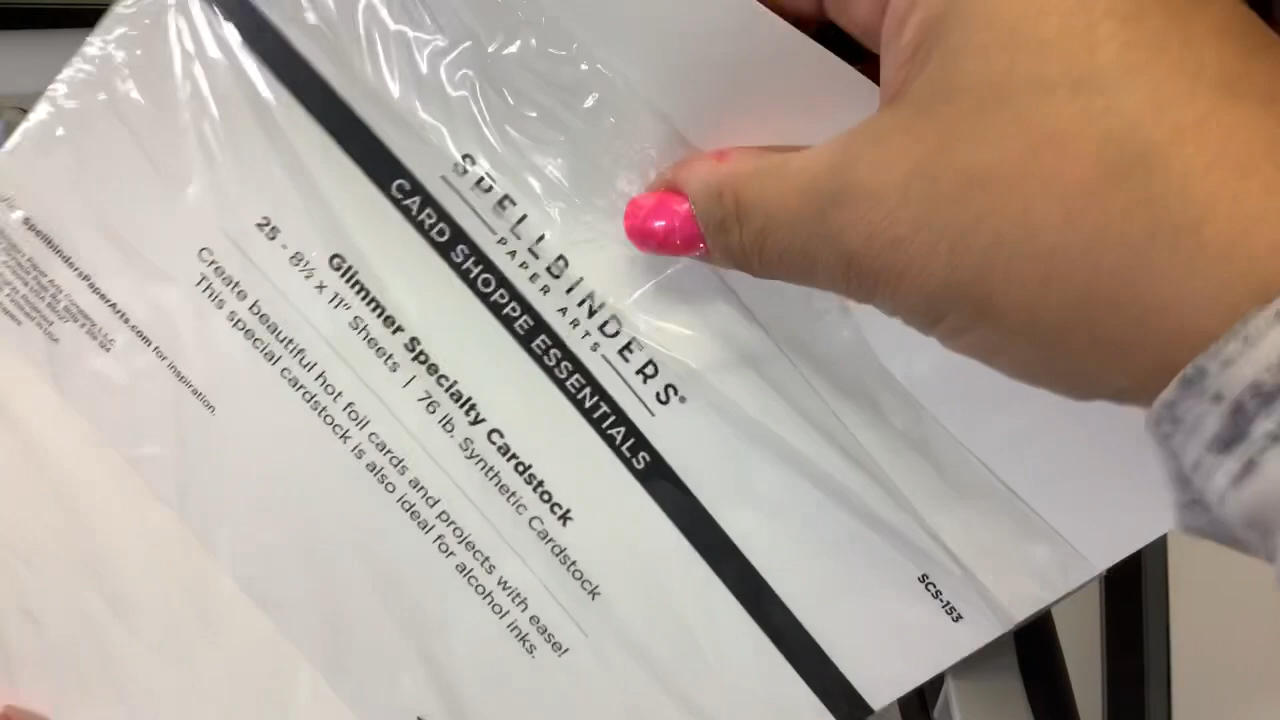 SPELLBINDERS®
PAPER ARTS
CARD SHOPPE ESSENTIALS
Glimmer Specialty Cardstock
25 - 8½ x 11" Sheets | 76 lb. Synthetic Cardstock
Create beautiful hot foil cards and projects with ease!
This special cardstock is also ideal for alcohol inks.
SpellbindersPaperArts.com for inspiration.
SCS-153